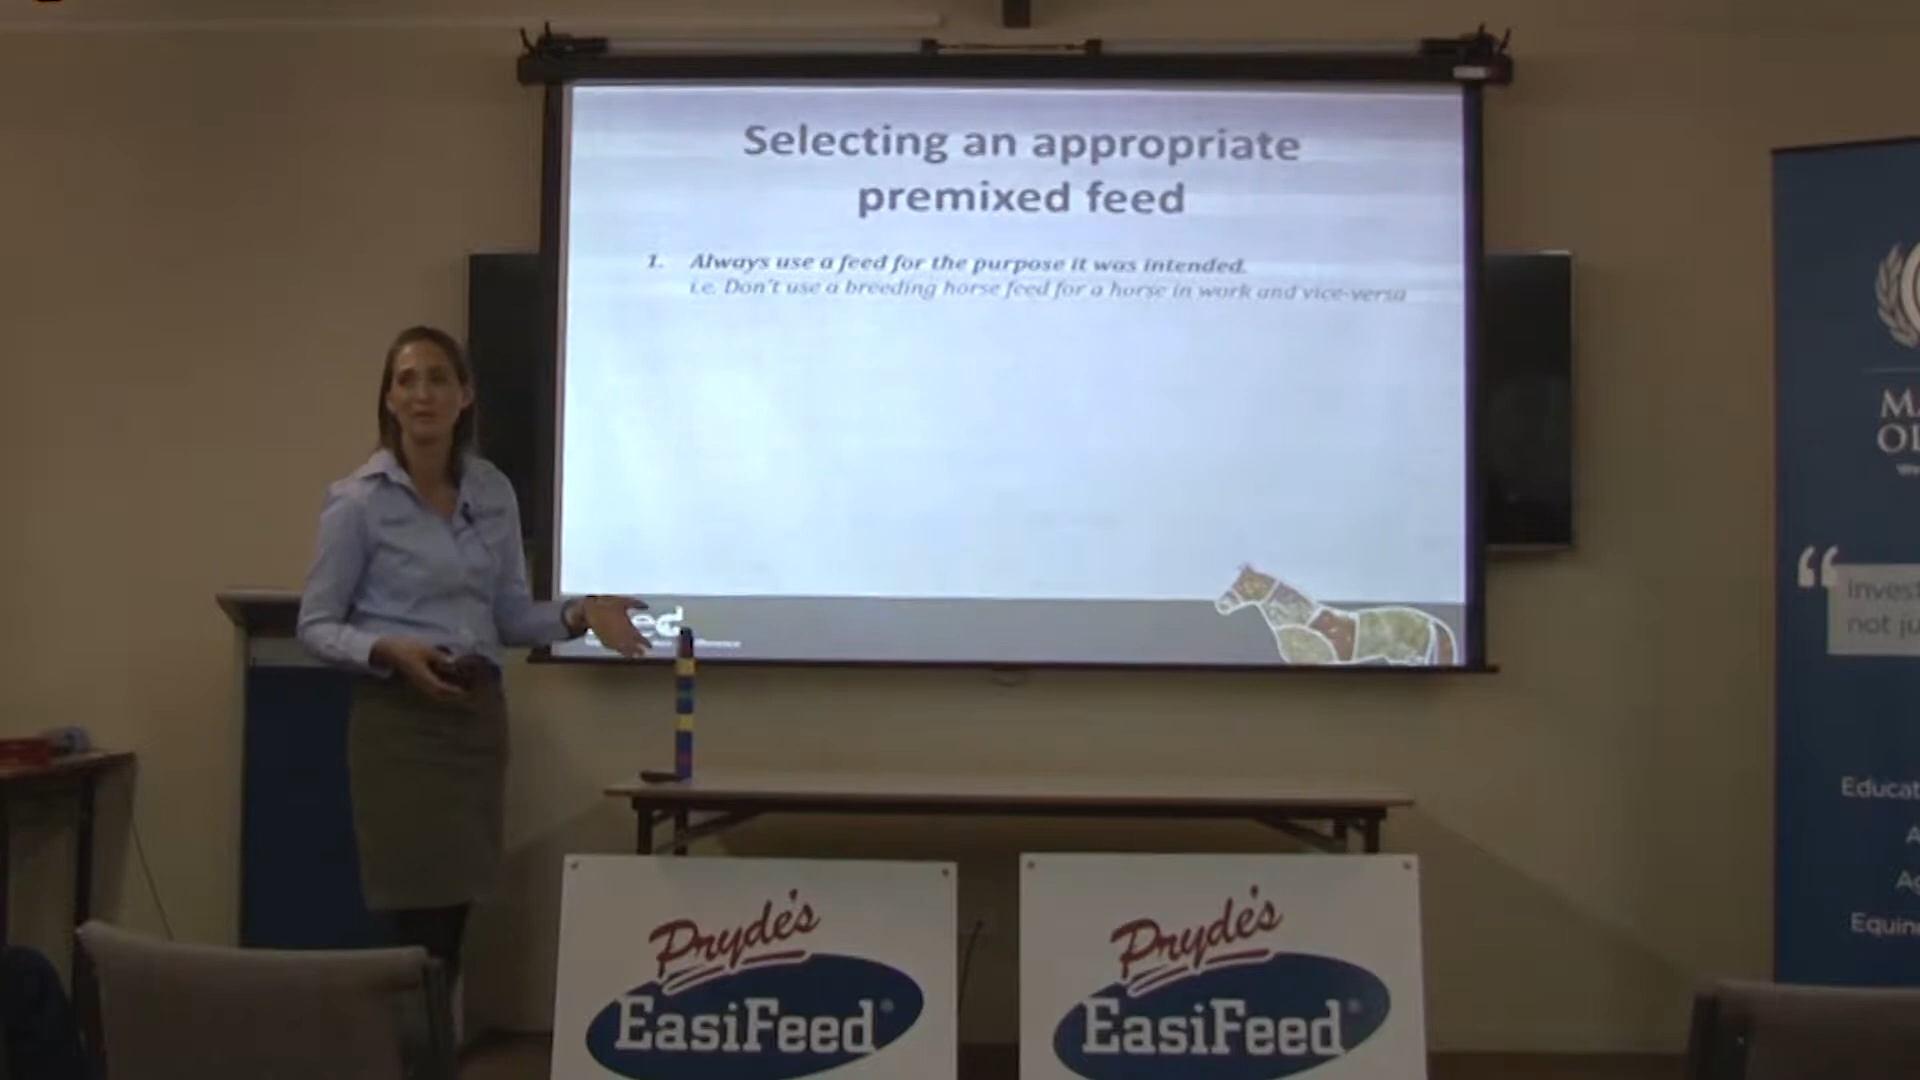 Selecting an appropriate
premixed feed
1. Always use a feed for the purpose it was intended.
i.e. Don't use a breeding horse feed for a horse in work and vice-versa
Pryde's
EasiFeed®
Pryde's
EasiFeed®
“